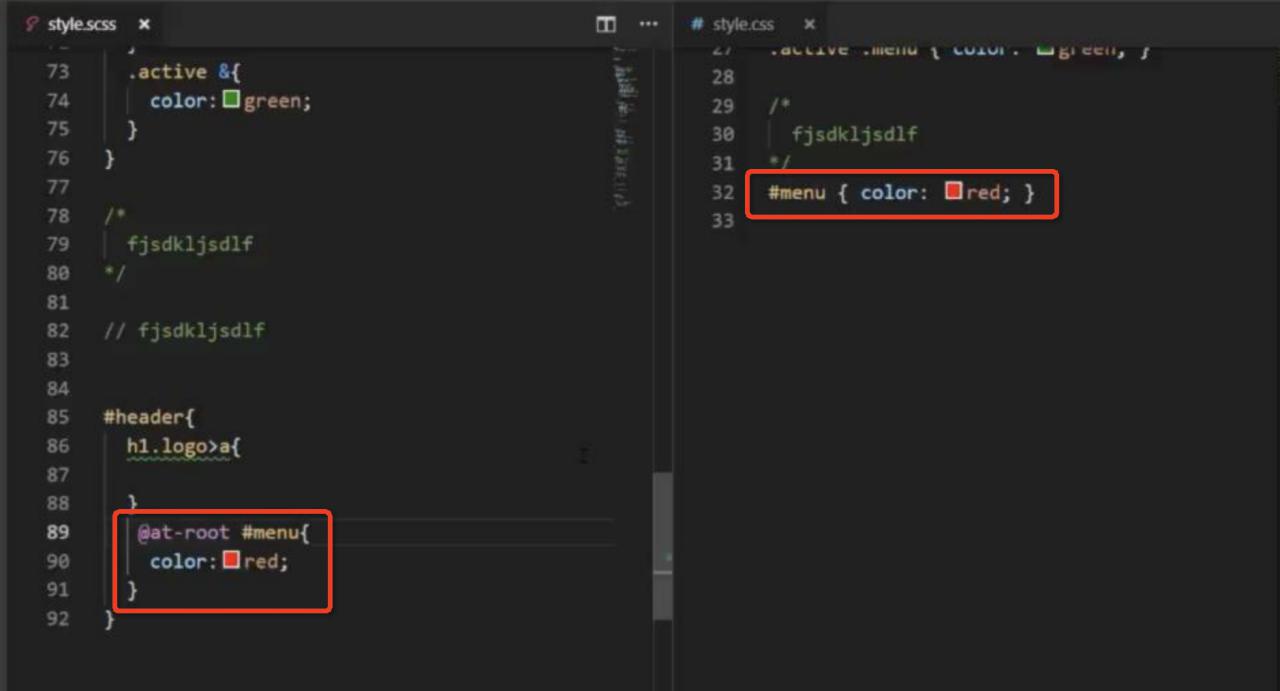 style.scss ×
73 .active &{
74 color: green;
75 }
76 }
77
78 /*
79 fjsdkljsdlf
80 */
81
82 // fjsdkljsdlf
83
84
85 #header{
86 h1.logo>a{
87
88 }
89 @at-root #menu{
90 color: red;
91 }
92 }
# style.css ×
27 .active .menu { color: green; }
28
29 /*
30 fjsdkljsdlf
31 */
32 #menu { color: red; }
33